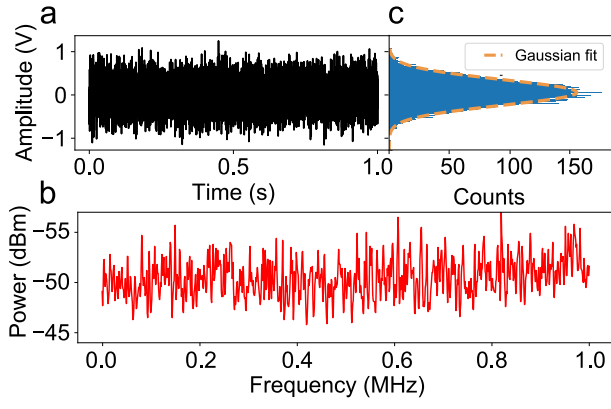 a
c
Amplitude (V)
1
0
−1
0.0
0.5
1.0
Time (s)
Gaussian fit
50
100
150
Counts
b
Power (dBm)
−55
−50
−45
0.0
0.2
0.4
0.6
0.8
1.0
Frequency (MHz)